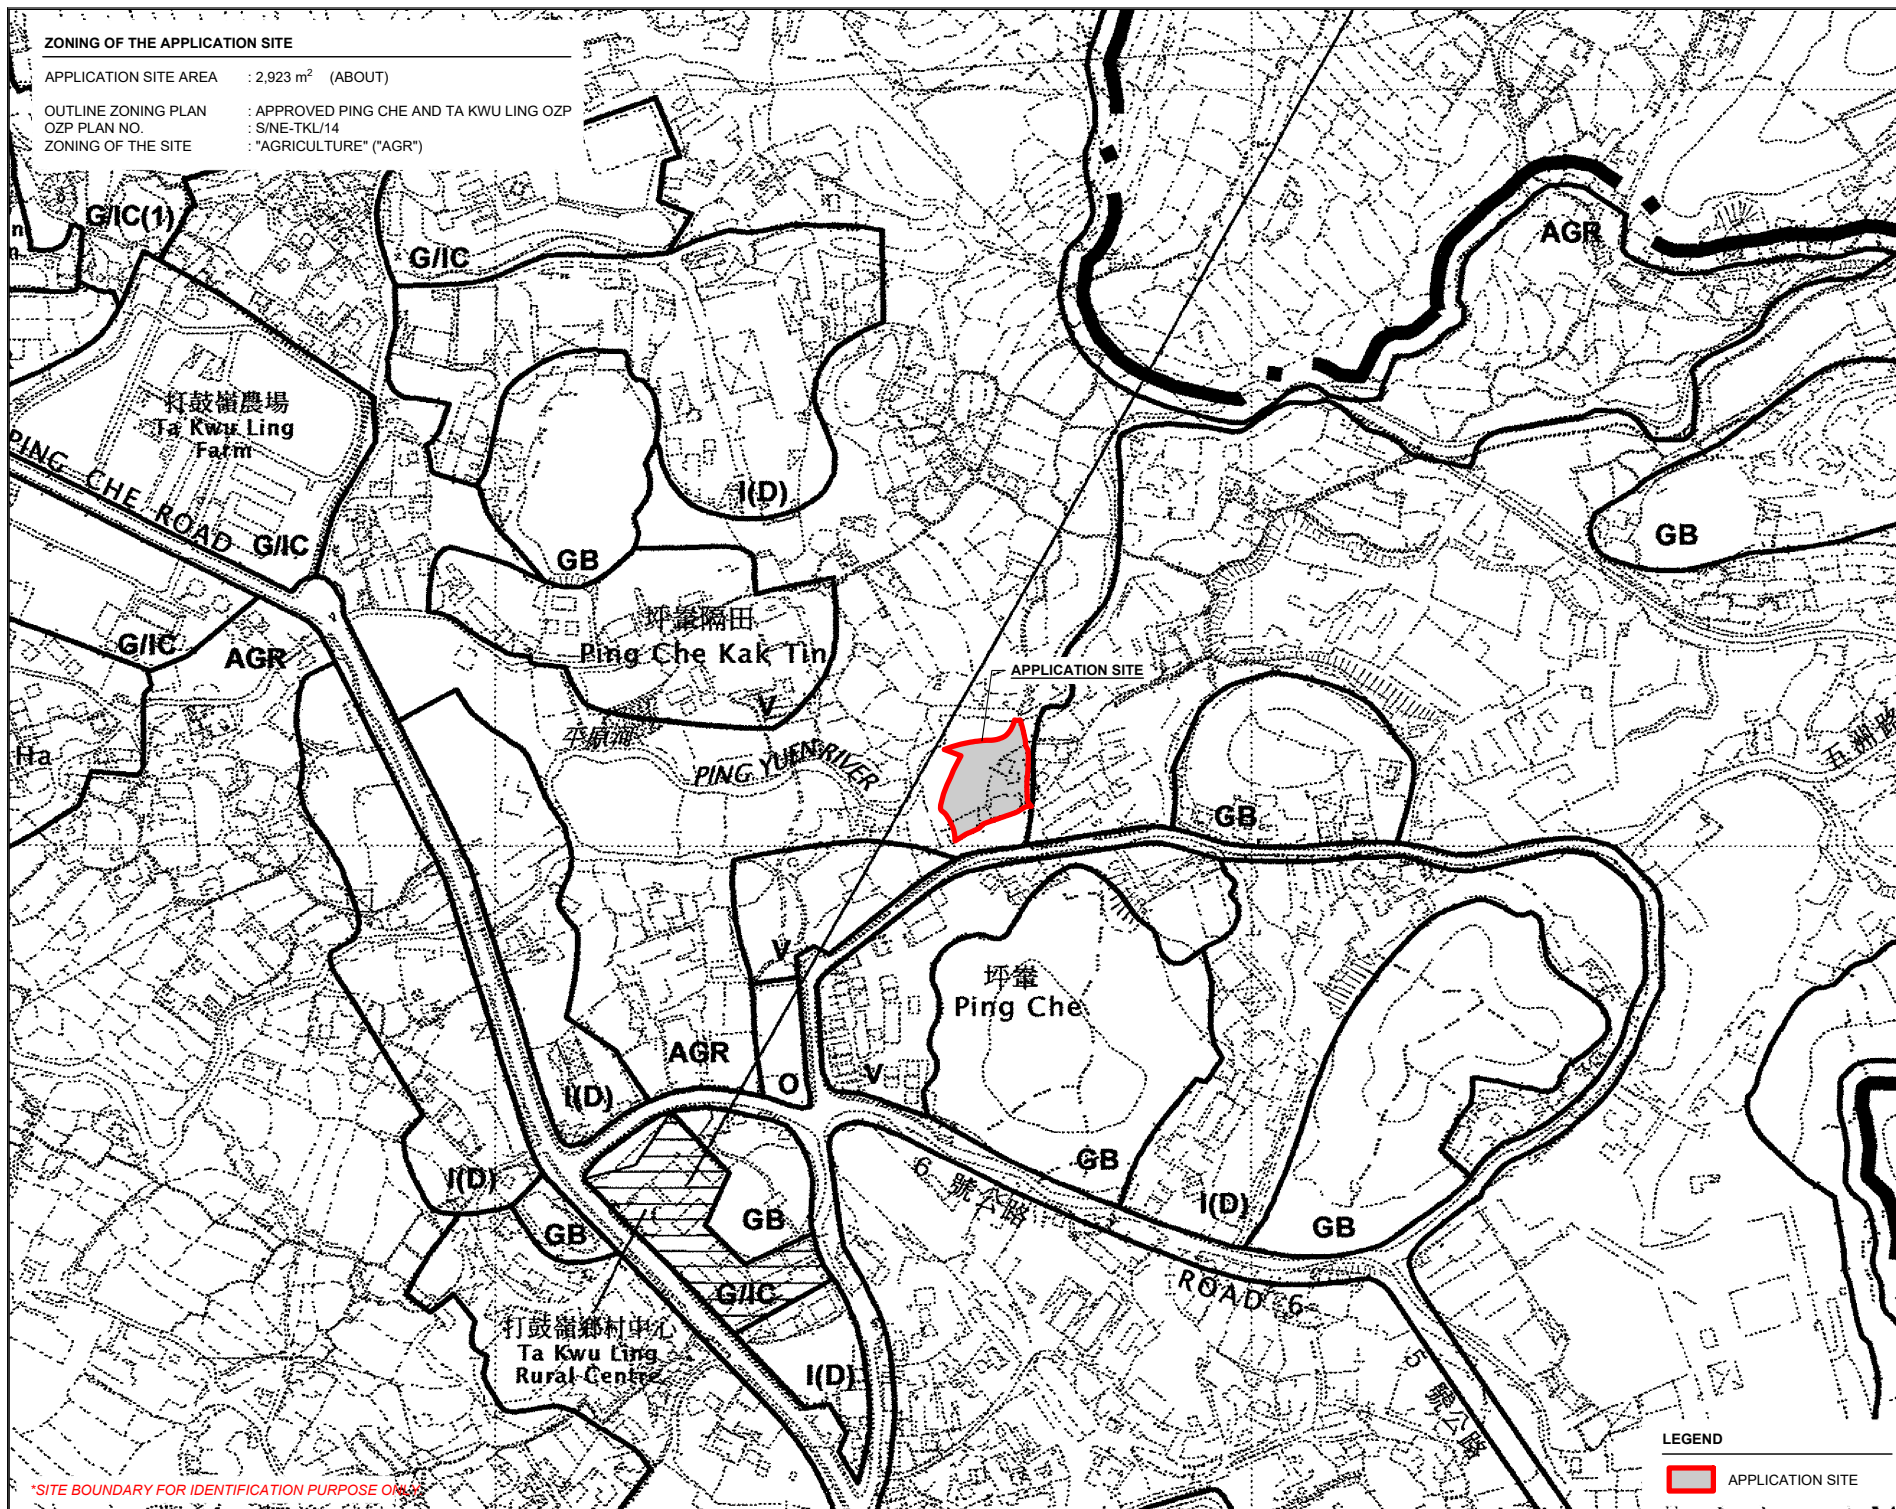 ZONING OF THE APPLICATION SITE
APPLICATION SITE AREA : 2,923 m² (ABOUT)
OUTLINE ZONING PLAN : APPROVED PING CHE AND TA KWU LING OZP
OZP PLAN NO. : S/NE-TKL/14
ZONING OF THE SITE : "AGRICULTURE" ("AGR")
G/IC(1)
G/IC
AGR
打鼓嶺農場
Ta Kwu Ling
Farm
PING CHE ROAD
G/IC
I(D)
GB
GB
G/IC
AGR
坪輋隔田
Ping Che Kak Tin
V
APPLICATION SITE
Ha
平原河
PING YUEN RIVER
五洲路
GB
V
坪輋
Ping Che
AGR
O
V
I(D)
I(D)
GB
GB
GB
I(D)
GB
6 號公路
ROAD 6
G/IC
打鼓嶺鄉村中心
Ta Kwu Ling
Rural Centre
I(D)
5 號公路
LEGEND
APPLICATION SITE
*SITE BOUNDARY FOR IDENTIFICATION PURPOSE ONLY